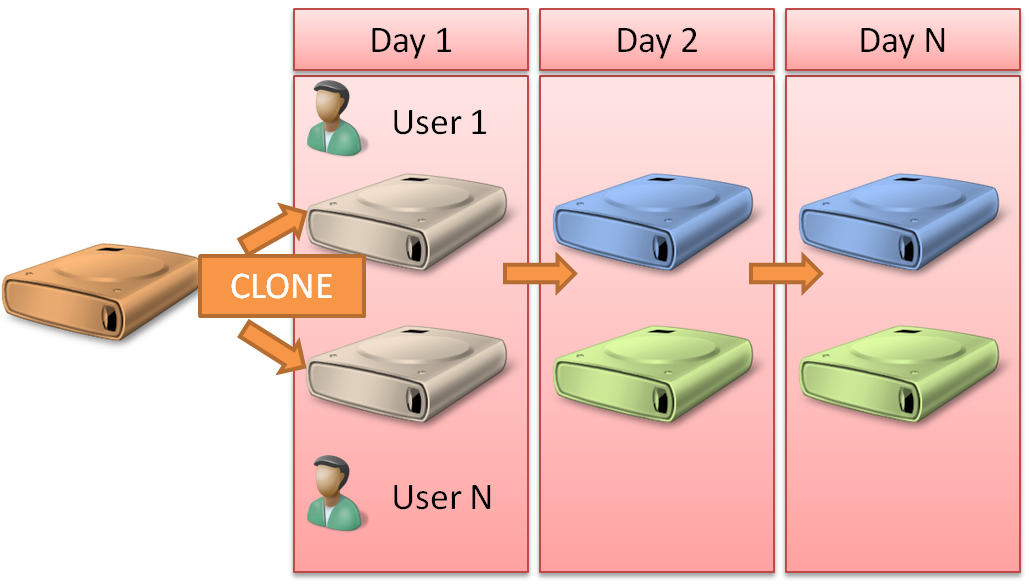 Day 1
Day 2
Day N
User 1
CLONE
User N